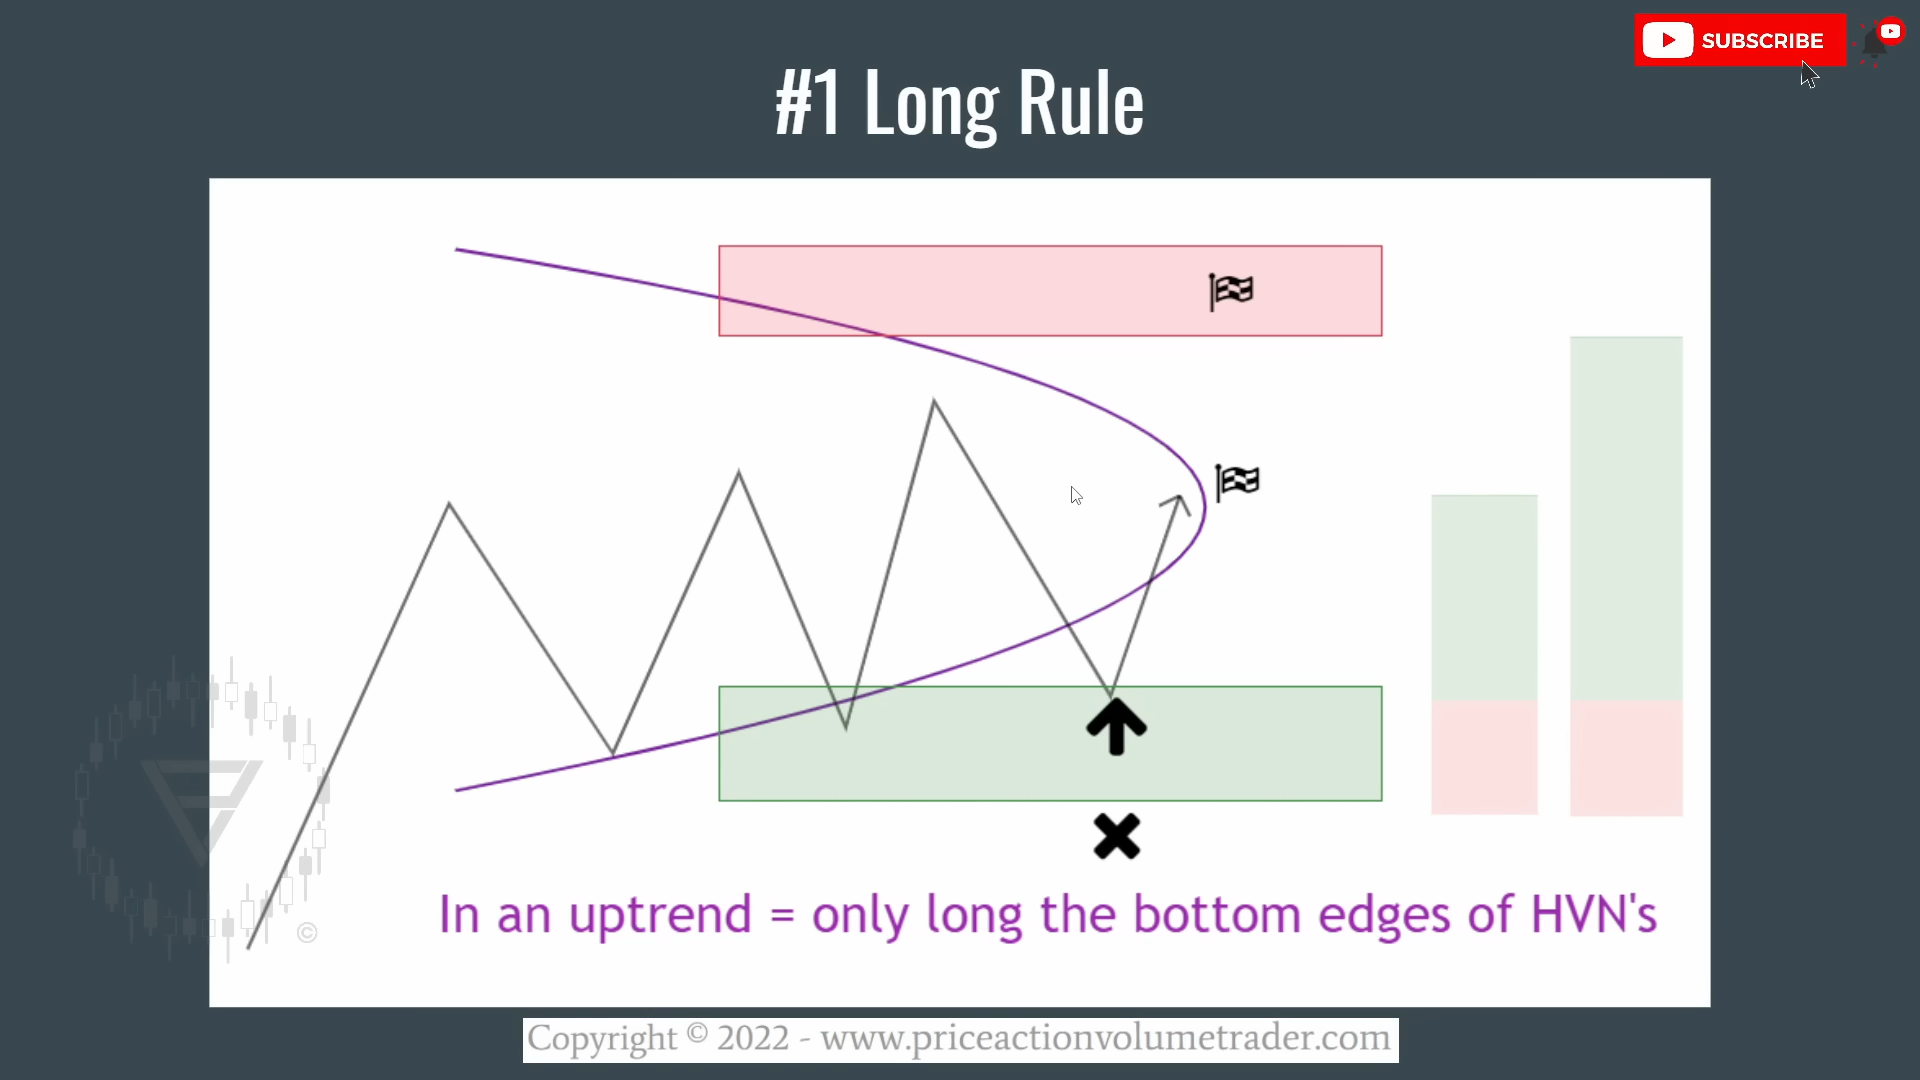 SUBSCRIBE
#1 Long Rule
In an uptrend = only long the bottom edges of HVN's
©
Copyright © 2022 - www.priceactionvolumetrader.com